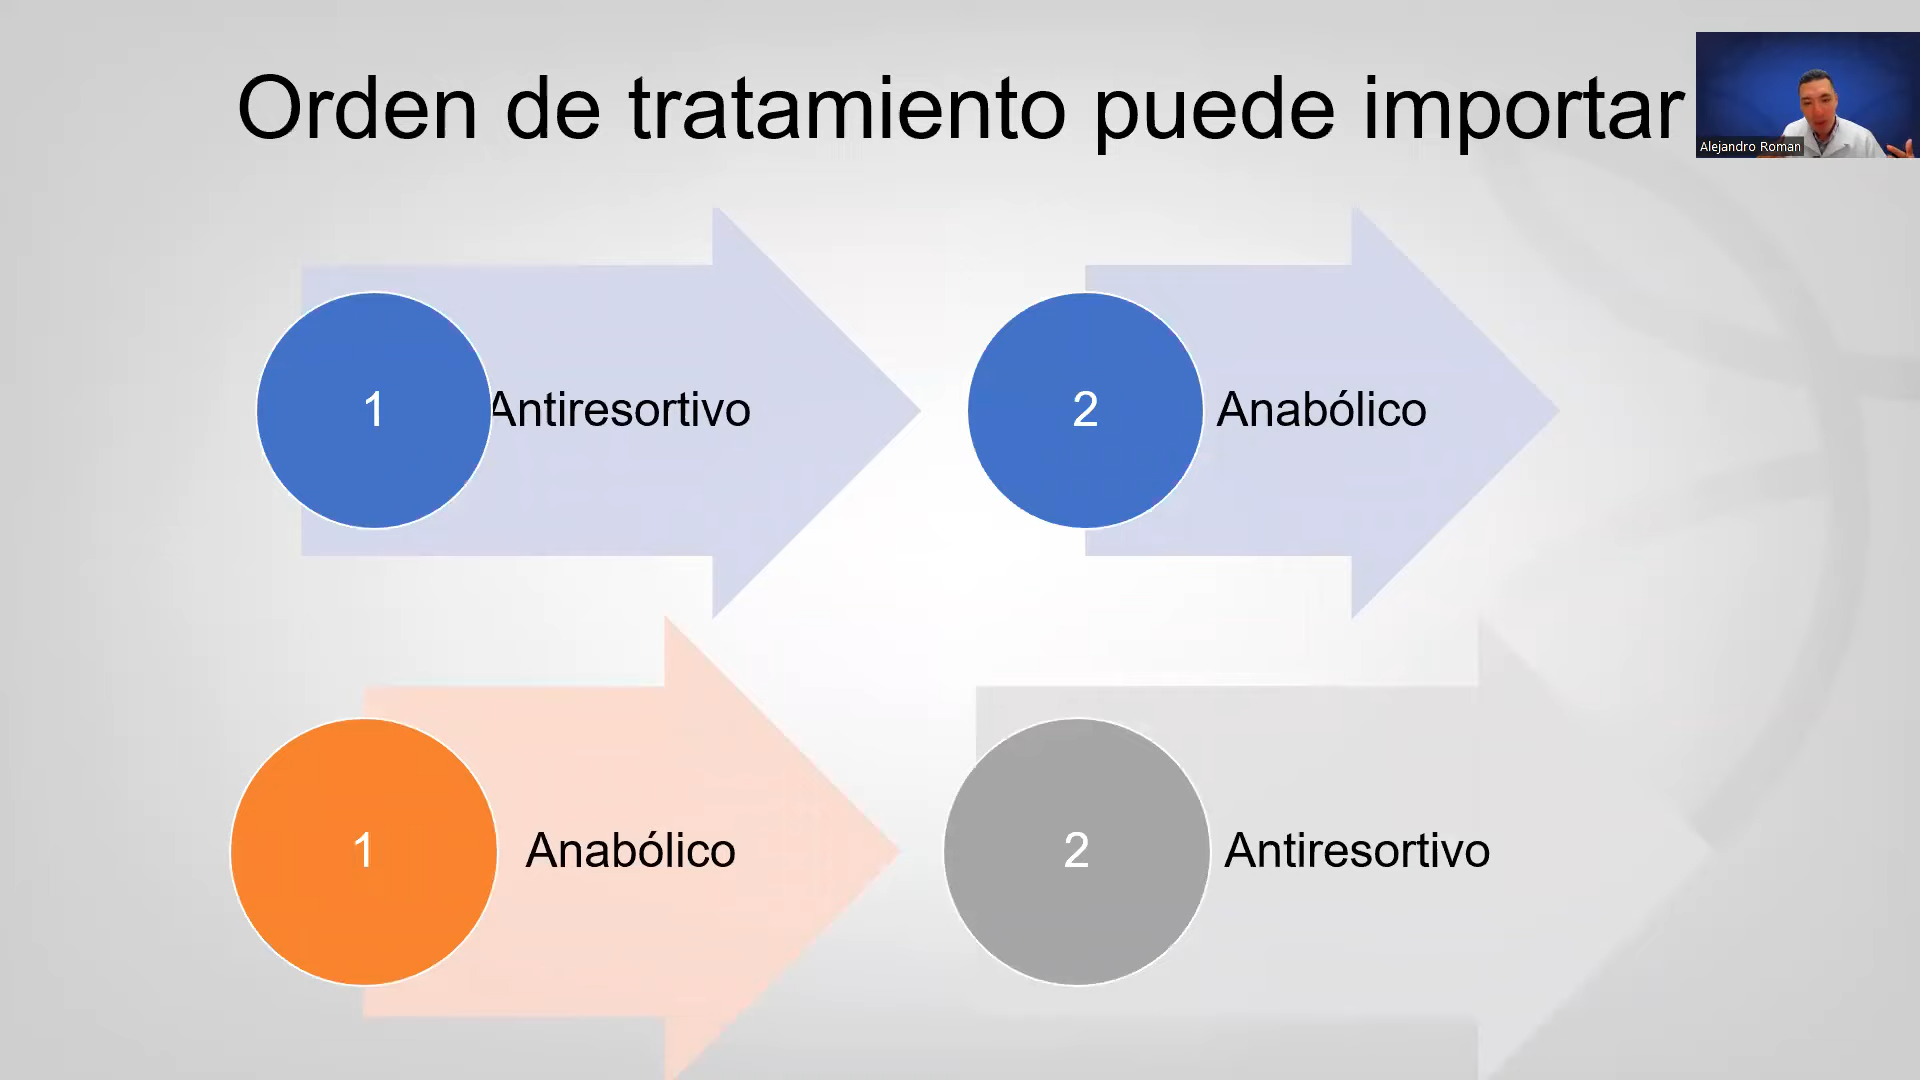 Orden de tratamiento puede importar
Alejandro Roman
1
Antiresortivo
2
Anabólico
1
Anabólico
2
Antiresortivo